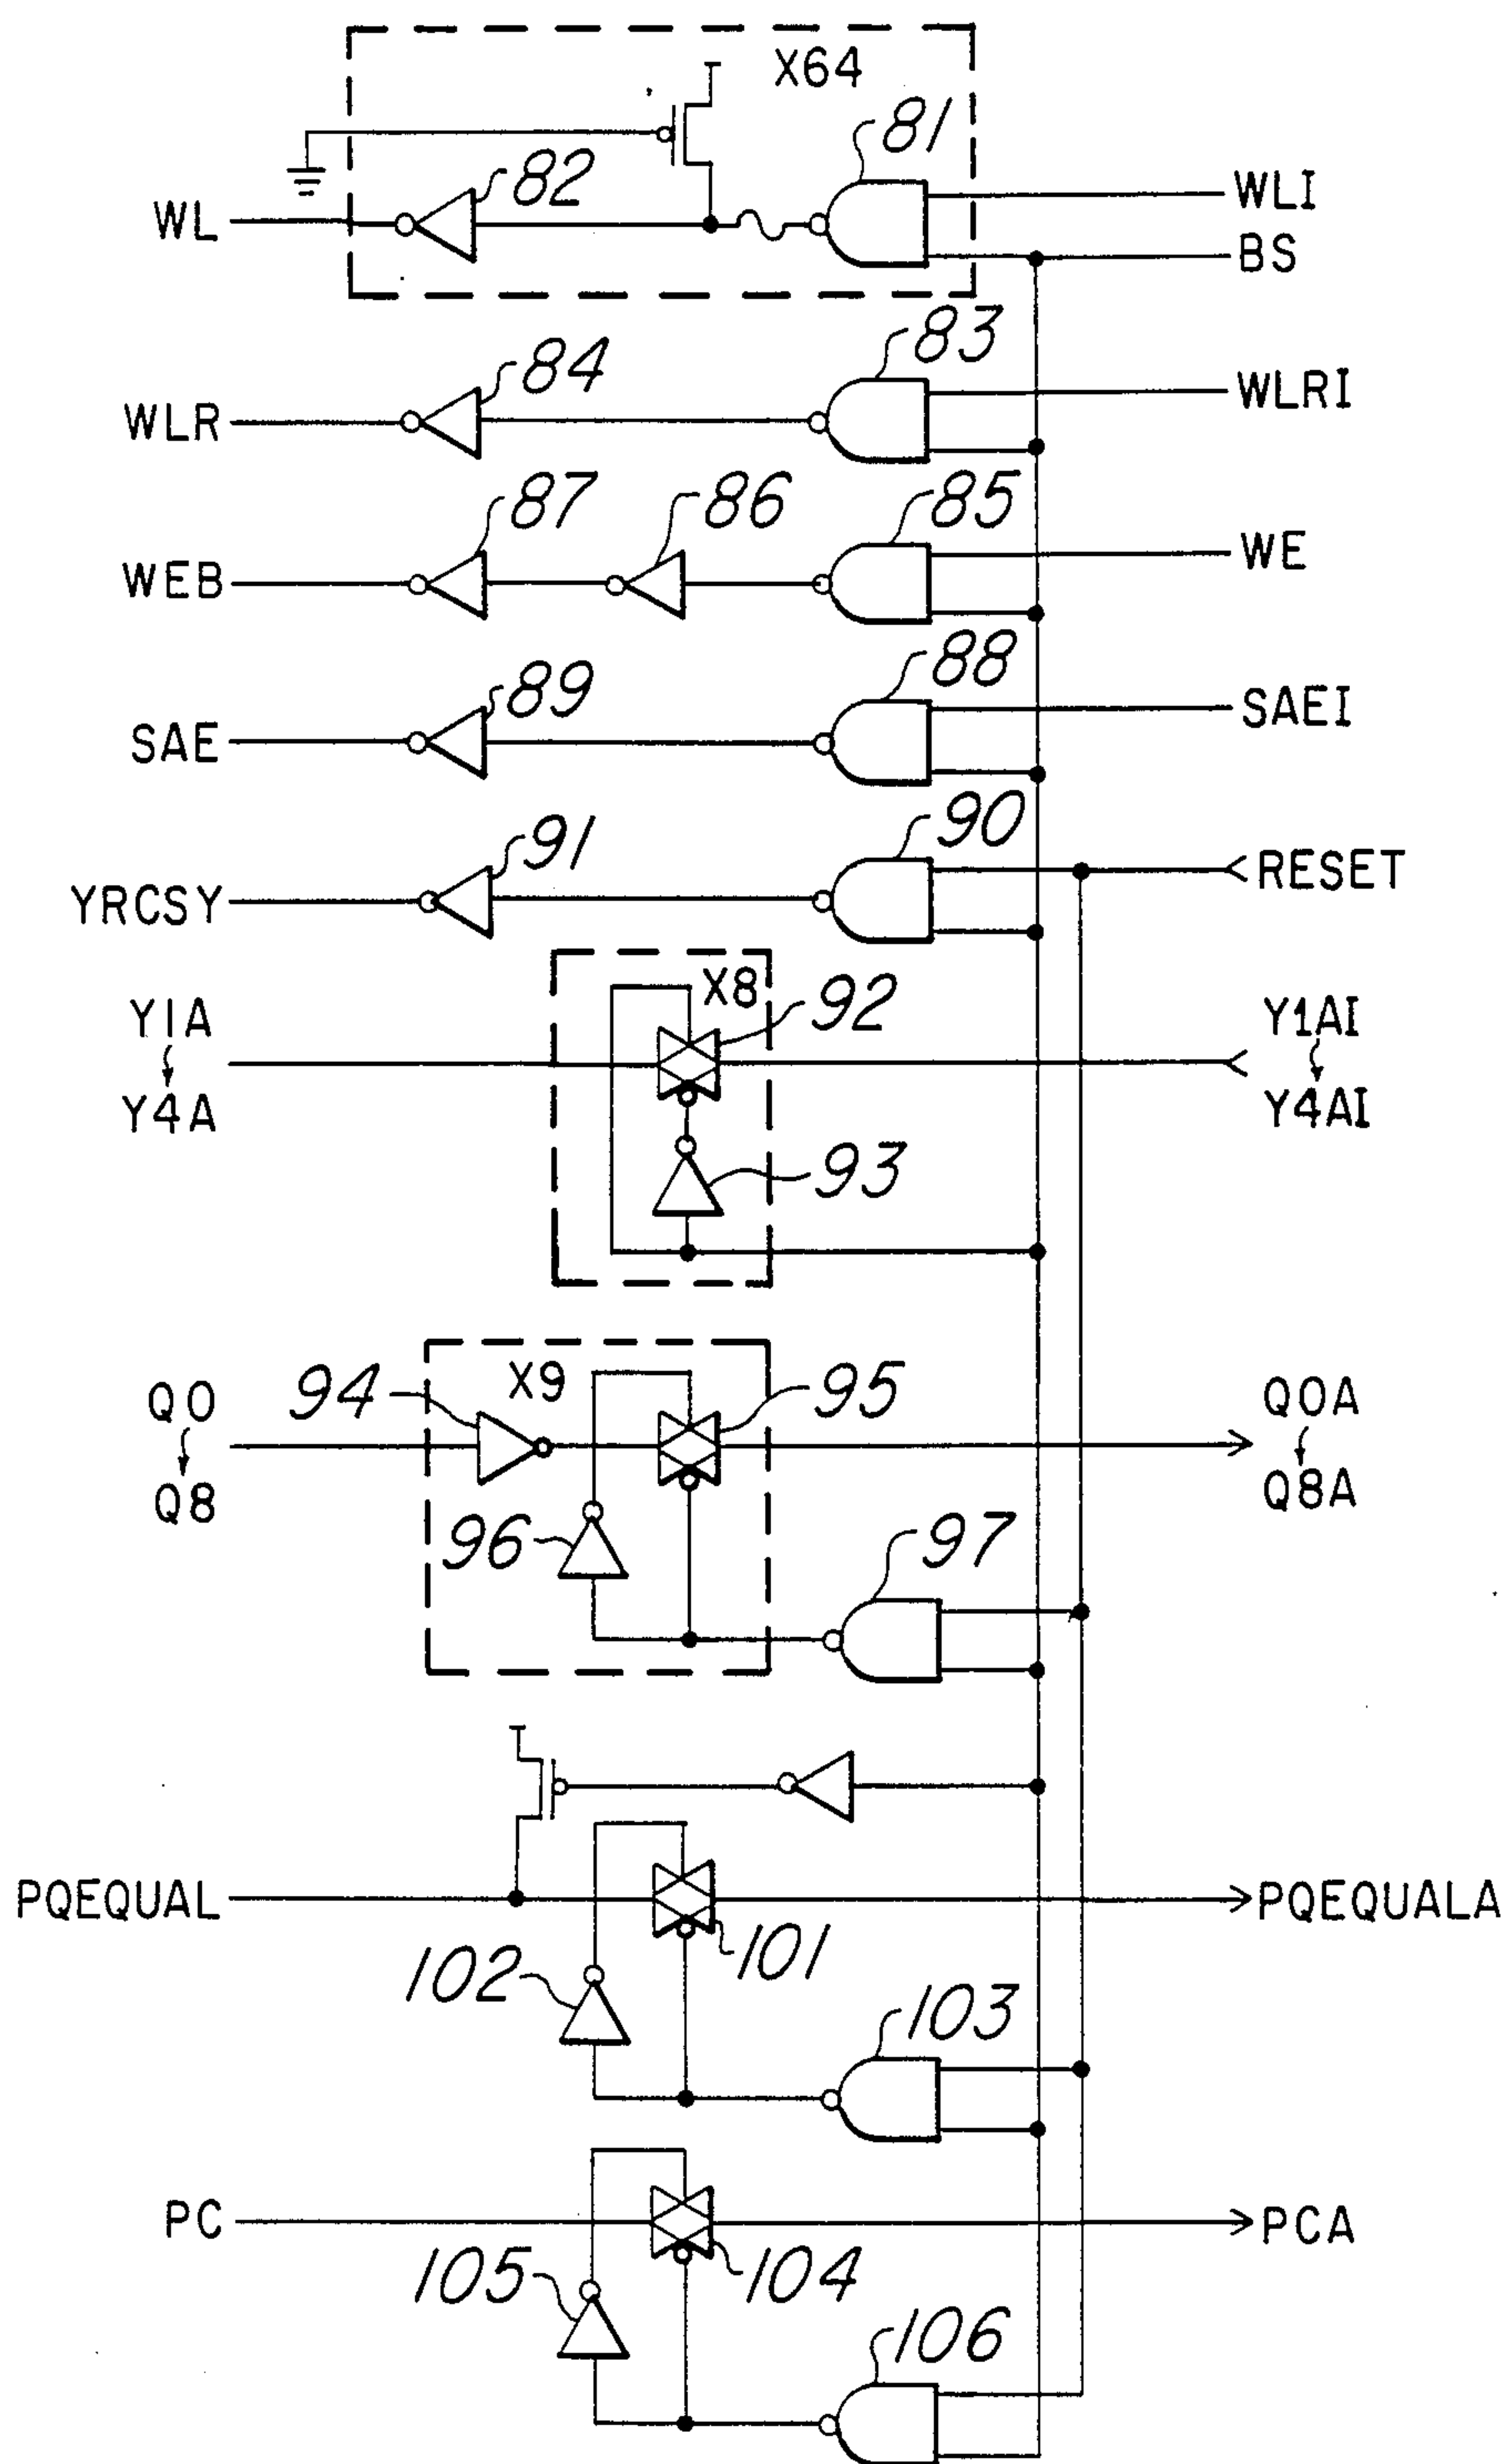 X64
81
82
WL
WLI
BS
83
84
WLR
WLRI
87
86
85
WEB
WE
88
89
SAE
SAEI
90
91
YRCSY
RESET
X8
92
Y1A
Y4A
Y1AI
Y4AI
93
94
X9
95
Q0
Q8
Q0A
Q8A
96
97
PQEQUAL
PQEQUALA
101
102
103
PC
PCA
104
105
106